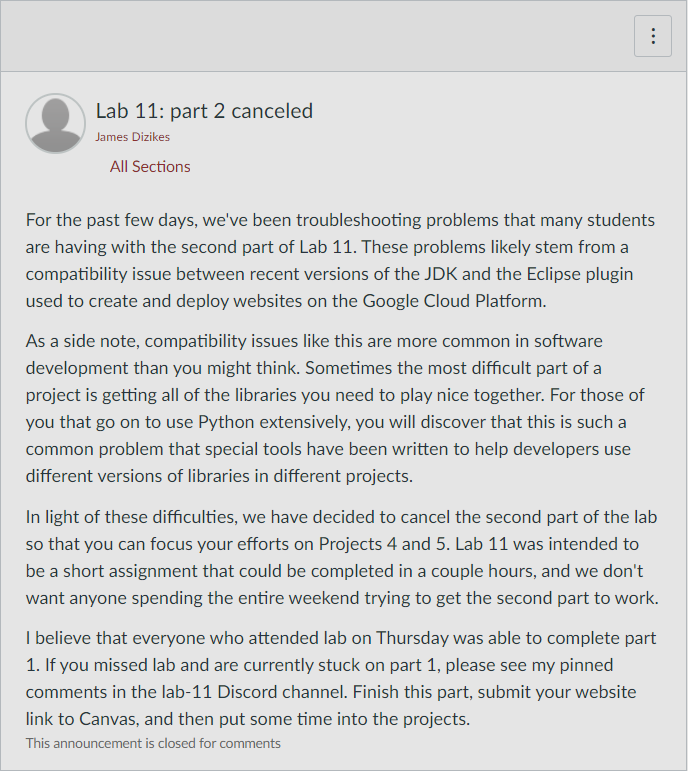 Lab 11: part 2 canceled
James Dizikes
All Sections
For the past few days, we've been troubleshooting problems that many students
are having with the second part of Lab 11. These problems likely stem from a
compatibility issue between recent versions of the JDK and the Eclipse plugin
used to create and deploy websites on the Google Cloud Platform.
As a side note, compatibility issues like this are more common in software
development than you might think. Sometimes the most difficult part of a
project is getting all of the libraries you need to play nice together. For those of
you that go on to use Python extensively, you will discover that this is such a
common problem that special tools have been written to help developers use
different versions of libraries in different projects.
In light of these difficulties, we have decided to cancel the second part of the lab
so that you can focus your efforts on Projects 4 and 5. Lab 11 was intended to
be a short assignment that could be completed in a couple hours, and we don't
want anyone spending the entire weekend trying to get the second part to work.
I believe that everyone who attended lab on Thursday was able to complete part
1. If you missed lab and are currently stuck on part 1, please see my pinned
comments in the lab-11 Discord channel. Finish this part, submit your website
link to Canvas, and then put some time into the projects.
This announcement is closed for comments